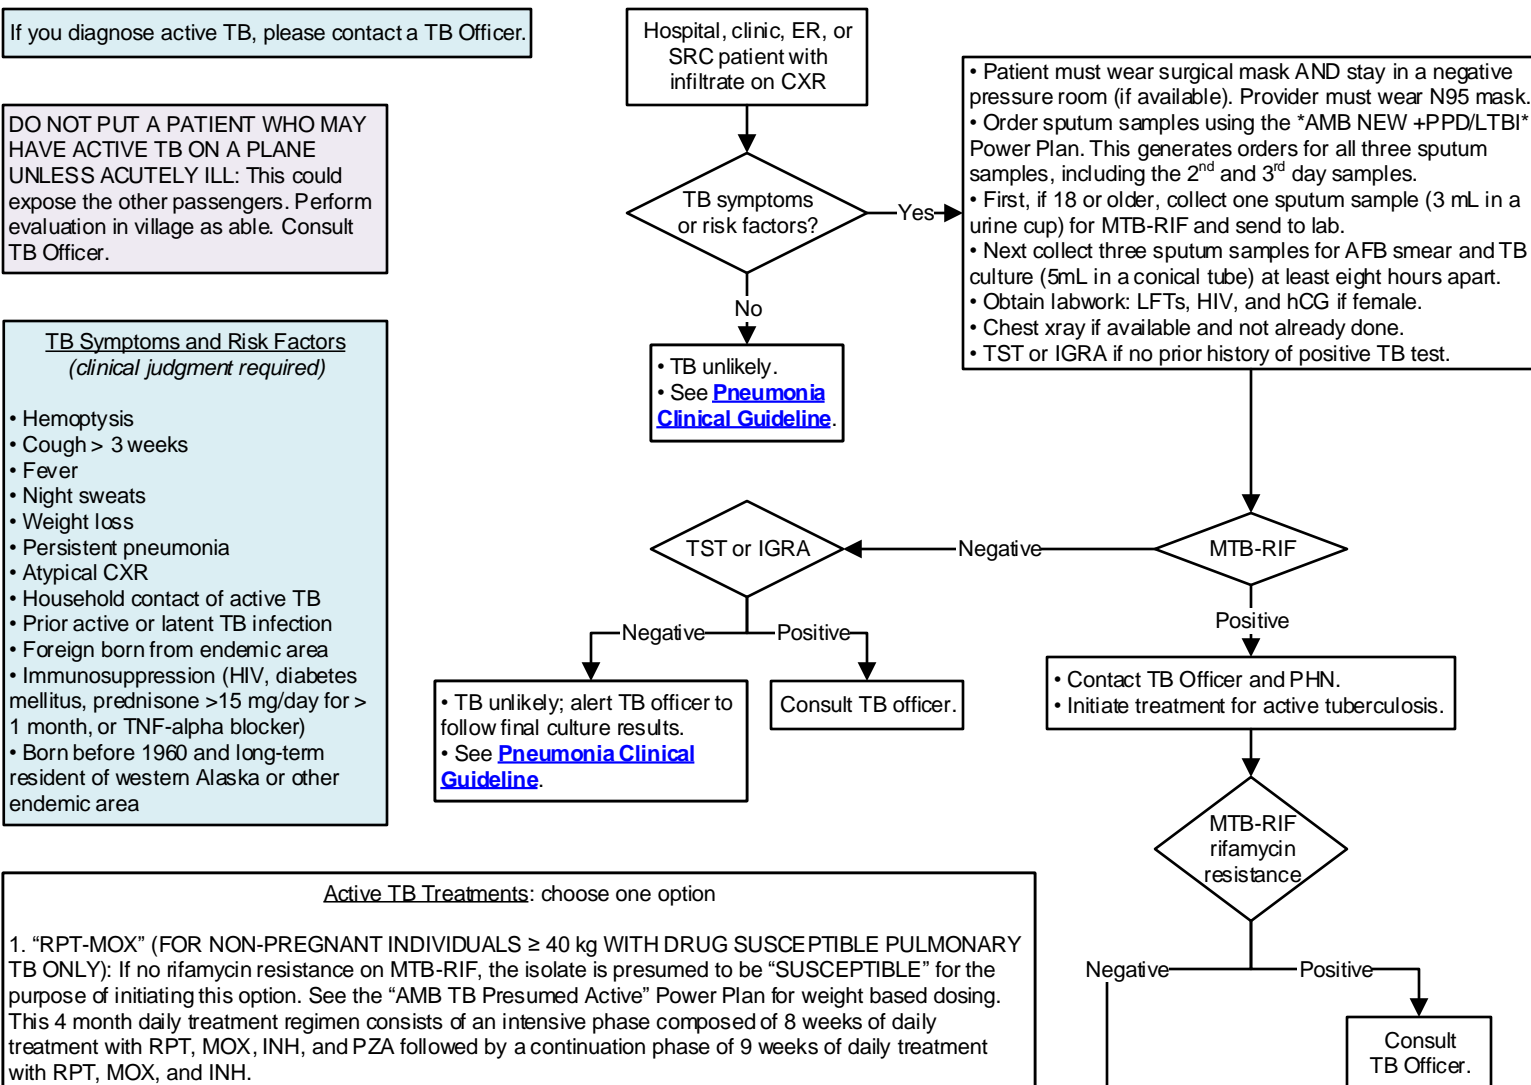 If you diagnose active TB, please contact a TB Officer.
DO NOT PUT A PATIENT WHO MAY
HAVE ACTIVE TB ON A PLANE
UNLESS ACUTELY ILL: This could
expose the other passengers. Perform
evaluation in village as able. Consult
TB Officer.
TB Symptoms and Risk Factors
(clinical judgment required)
• Hemoptysis
• Cough > 3 weeks
• Fever
• Night sweats
• Weight loss
• Persistent pneumonia
• Atypical CXR
• Household contact of active TB
• Prior active or latent TB infection
• Foreign born from endemic area
• Immunosuppression (HIV, diabetes
mellitus, prednisone >15 mg/day for >
1 month, or TNF-alpha blocker)
• Born before 1960 and long-term
resident of western Alaska or other
endemic area
Hospital, clinic, ER, or
SRC patient with
infiltrate on CXR
TB symptoms
or risk factors?
Yes
No
• TB unlikely.
• See Pneumonia
Clinical Guideline.
• Patient must wear surgical mask AND stay in a negative
pressure room (if available). Provider must wear N95 mask.
• Order sputum samples using the *AMB NEW +PPD/LTBI*
Power Plan. This generates orders for all three sputum
samples, including the 2nd and 3rd day samples.
• First, if 18 or older, collect one sputum sample (3 mL in a
urine cup) for MTB-RIF and send to lab.
• Next collect three sputum samples for AFB smear and TB
culture (5mL in a conical tube) at least eight hours apart.
• Obtain labwork: LFTs, HIV, and hCG if female.
• Chest xray if available and not already done.
• TST or IGRA if no prior history of positive TB test.
MTB-RIF
Negative
TST or IGRA
Negative
Positive
• TB unlikely; alert TB officer to
follow final culture results.
• See Pneumonia Clinical
Guideline.
Consult TB officer.
Positive
• Contact TB Officer and PHN.
• Initiate treatment for active tuberculosis.
MTB-RIF
rifamycin
resistance
Negative
Positive
Consult
TB Officer.
Active TB Treatments: choose one option
1. “RPT-MOX” (FOR NON-PREGNANT INDIVIDUALS ≥ 40 kg WITH DRUG SUSCEPTIBLE PULMONARY
TB ONLY): If no rifamycin resistance on MTB-RIF, the isolate is presumed to be “SUSCEPTIBLE” for the
purpose of initiating this option. See the “AMB TB Presumed Active” Power Plan for weight based dosing.
This 4 month daily treatment regimen consists of an intensive phase composed of 8 weeks of daily
treatment with RPT, MOX, INH, and PZA followed by a continuation phase of 9 weeks of daily treatment
with RPT, MOX, and INH.